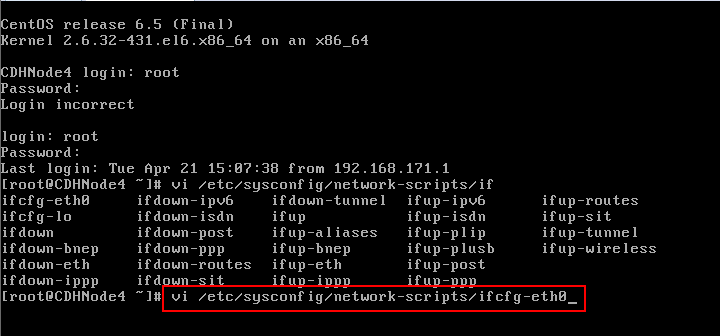 CentOS release 6.5 (Final)
Kernel 2.6.32-431.el6.x86_64 on an x86_64
CDHNode4 login: root
Password:
Login incorrect
login: root
Password:
Last login: Tue Apr 21 15:07:38 from 192.168.171.1
[root@CDHNode4 ~]# vi /etc/sysconfig/network-scripts/if
ifcfg-eth0 ifdown-ipv6 ifdown-tunnel ifup-ipv6 ifup-routes
ifcfg-lo ifdown-isdn ifup ifup-isdn ifup-sit
ifdown ifdown-post ifup-aliases ifup-plip ifup-tunnel
ifdown-bnep ifdown-ppp ifup-bnep ifup-plusb ifup-wireless
ifdown-eth ifdown-routes ifup-eth ifup-post
ifdown-ippp ifdown-sit ifup-ippp ifup-ppp
[root@CDHNode4 ~]# vi /etc/sysconfig/network-scripts/ifcfg-eth0_